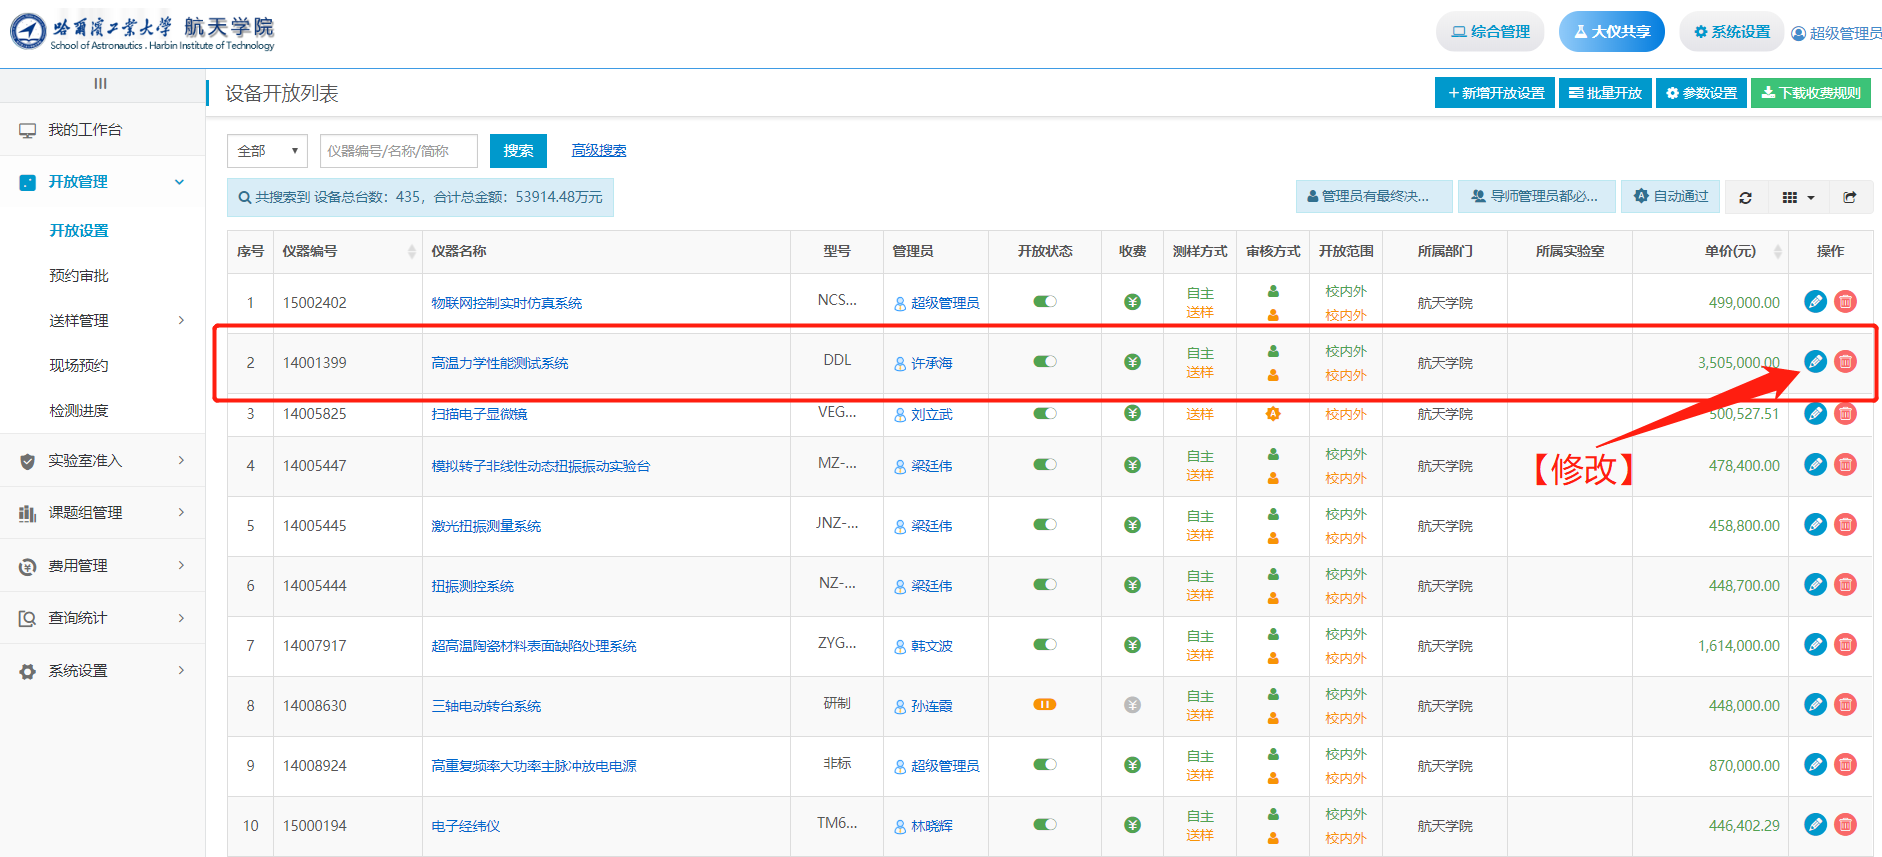 哈尔滨工业大学 航天学院
School of Astronautics . Harbin Institute of Technology
综合管理 大仪共享 系统设置 超级管理员
我的工作台
开放管理
开放设置
预约审批
送样管理
现场预约
检测进度
实验室准入
课题组管理
费用管理
查询统计
系统设置
设备开放列表
+新增开放设置 批量开放 参数设置 下载收费规则
全部 仪器编号/名称/简称 搜索 高级搜索
共搜索到 设备总台数：435，合计总金额：53914.48万元
管理员有最终决... 导师管理员都必... 自动通过
序号 仪器编号 仪器名称 型号 管理员 开放状态 收费 测样方式 审核方式 开放范围 所属部门 所属实验室 单价(元) 操作
1 15002402 物联网控制实时仿真系统 NCS... 超级管理员 自主 送样 校内外 校内外 航天学院 499,000.00
2 14001399 高温力学性能测试系统 DDL 许承海 自主 送样 校内外 校内外 航天学院 3,505,000.00
3 14005825 扫描电子显微镜 VEG... 刘立武 送样 校内外 航天学院 500,527.51
【修改】
4 14005447 模拟转子非线性动态扭振振动实验台 MZ-... 梁廷伟 自主 送样 校内外 校内外 航天学院 478,400.00
5 14005445 激光扭振测量系统 JNZ-... 梁廷伟 自主 送样 校内外 校内外 航天学院 458,800.00
6 14005444 扭振测控系统 NZ-... 梁廷伟 自主 送样 校内外 校内外 航天学院 448,700.00
7 14007917 超高温陶瓷材料表面缺陷处理系统 ZYG... 韩文波 自主 送样 校内外 校内外 航天学院 1,614,000.00
8 14008630 三轴电动转台系统 研制 孙连霞 自主 送样 校内外 校内外 航天学院 448,000.00
9 14008924 高重复频率大功率主脉冲放电电源 非标 超级管理员 自主 送样 校内外 校内外 航天学院 870,000.00
10 15000194 电子经纬仪 TM6... 林晓辉 自主 送样 校内外 校内外 航天学院 446,402.29